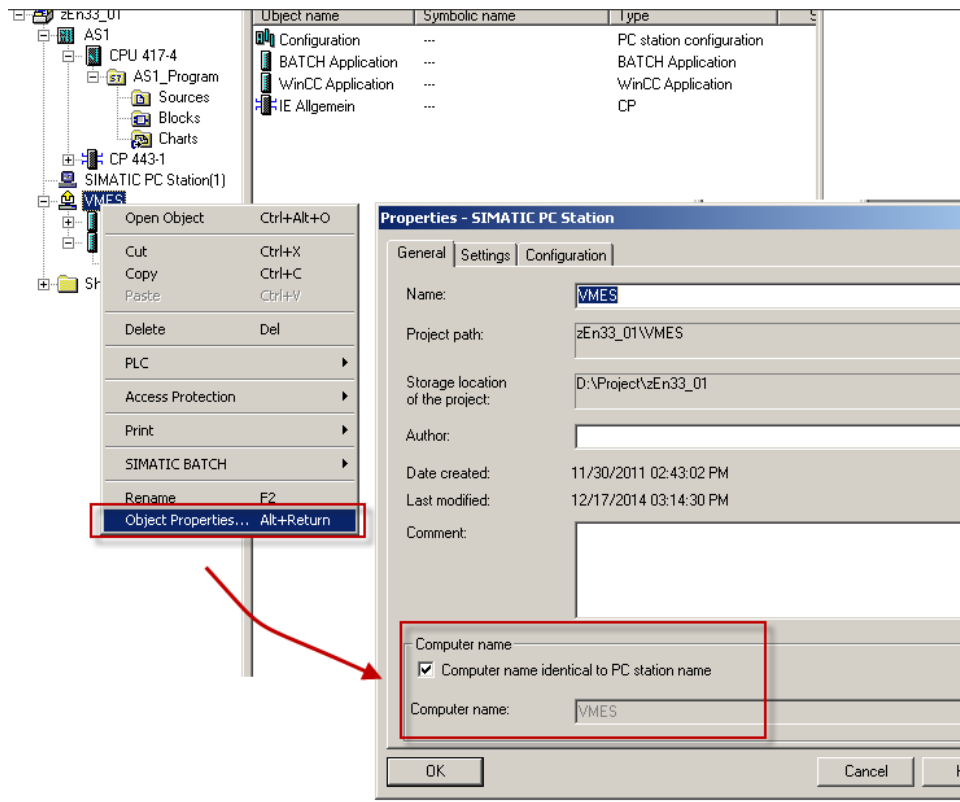 zEn33_01
AS1
CPU 417-4
AS1_Program
Sources
Blocks
Charts
CP 443-1
SIMATIC PC Station(1)
VMES
Sh
Object name Symbolic name Type S
Configuration --- PC station configuration
BATCH Application --- BATCH Application
WinCC Application --- WinCC Application
IE Allgemein --- CP
Open Object Ctrl+Alt+O
Cut Ctrl+X
Copy Ctrl+C
Paste Ctrl+V
Delete Del
PLC
Access Protection
Print
SIMATIC BATCH
Rename F2
Object Properties... Alt+Return
Properties - SIMATIC PC Station
General Settings Configuration
Name: VMES
Project path: zEn33_01\VMES
Storage location D:\Project\zEn33_01
of the project:
Author:
Date created: 11/30/2011 02:43:02 PM
Last modified: 12/17/2014 03:14:30 PM
Comment:
Computer name
Computer name identical to PC station name
Computer name: VMES
OK Cancel H